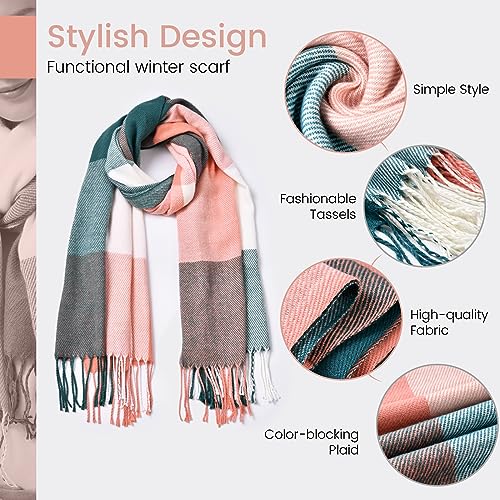 Stylish Design
Functional winter scarf
Simple Style
Fashionable
Tassels
High-quality
Fabric
Color-blocking
Plaid